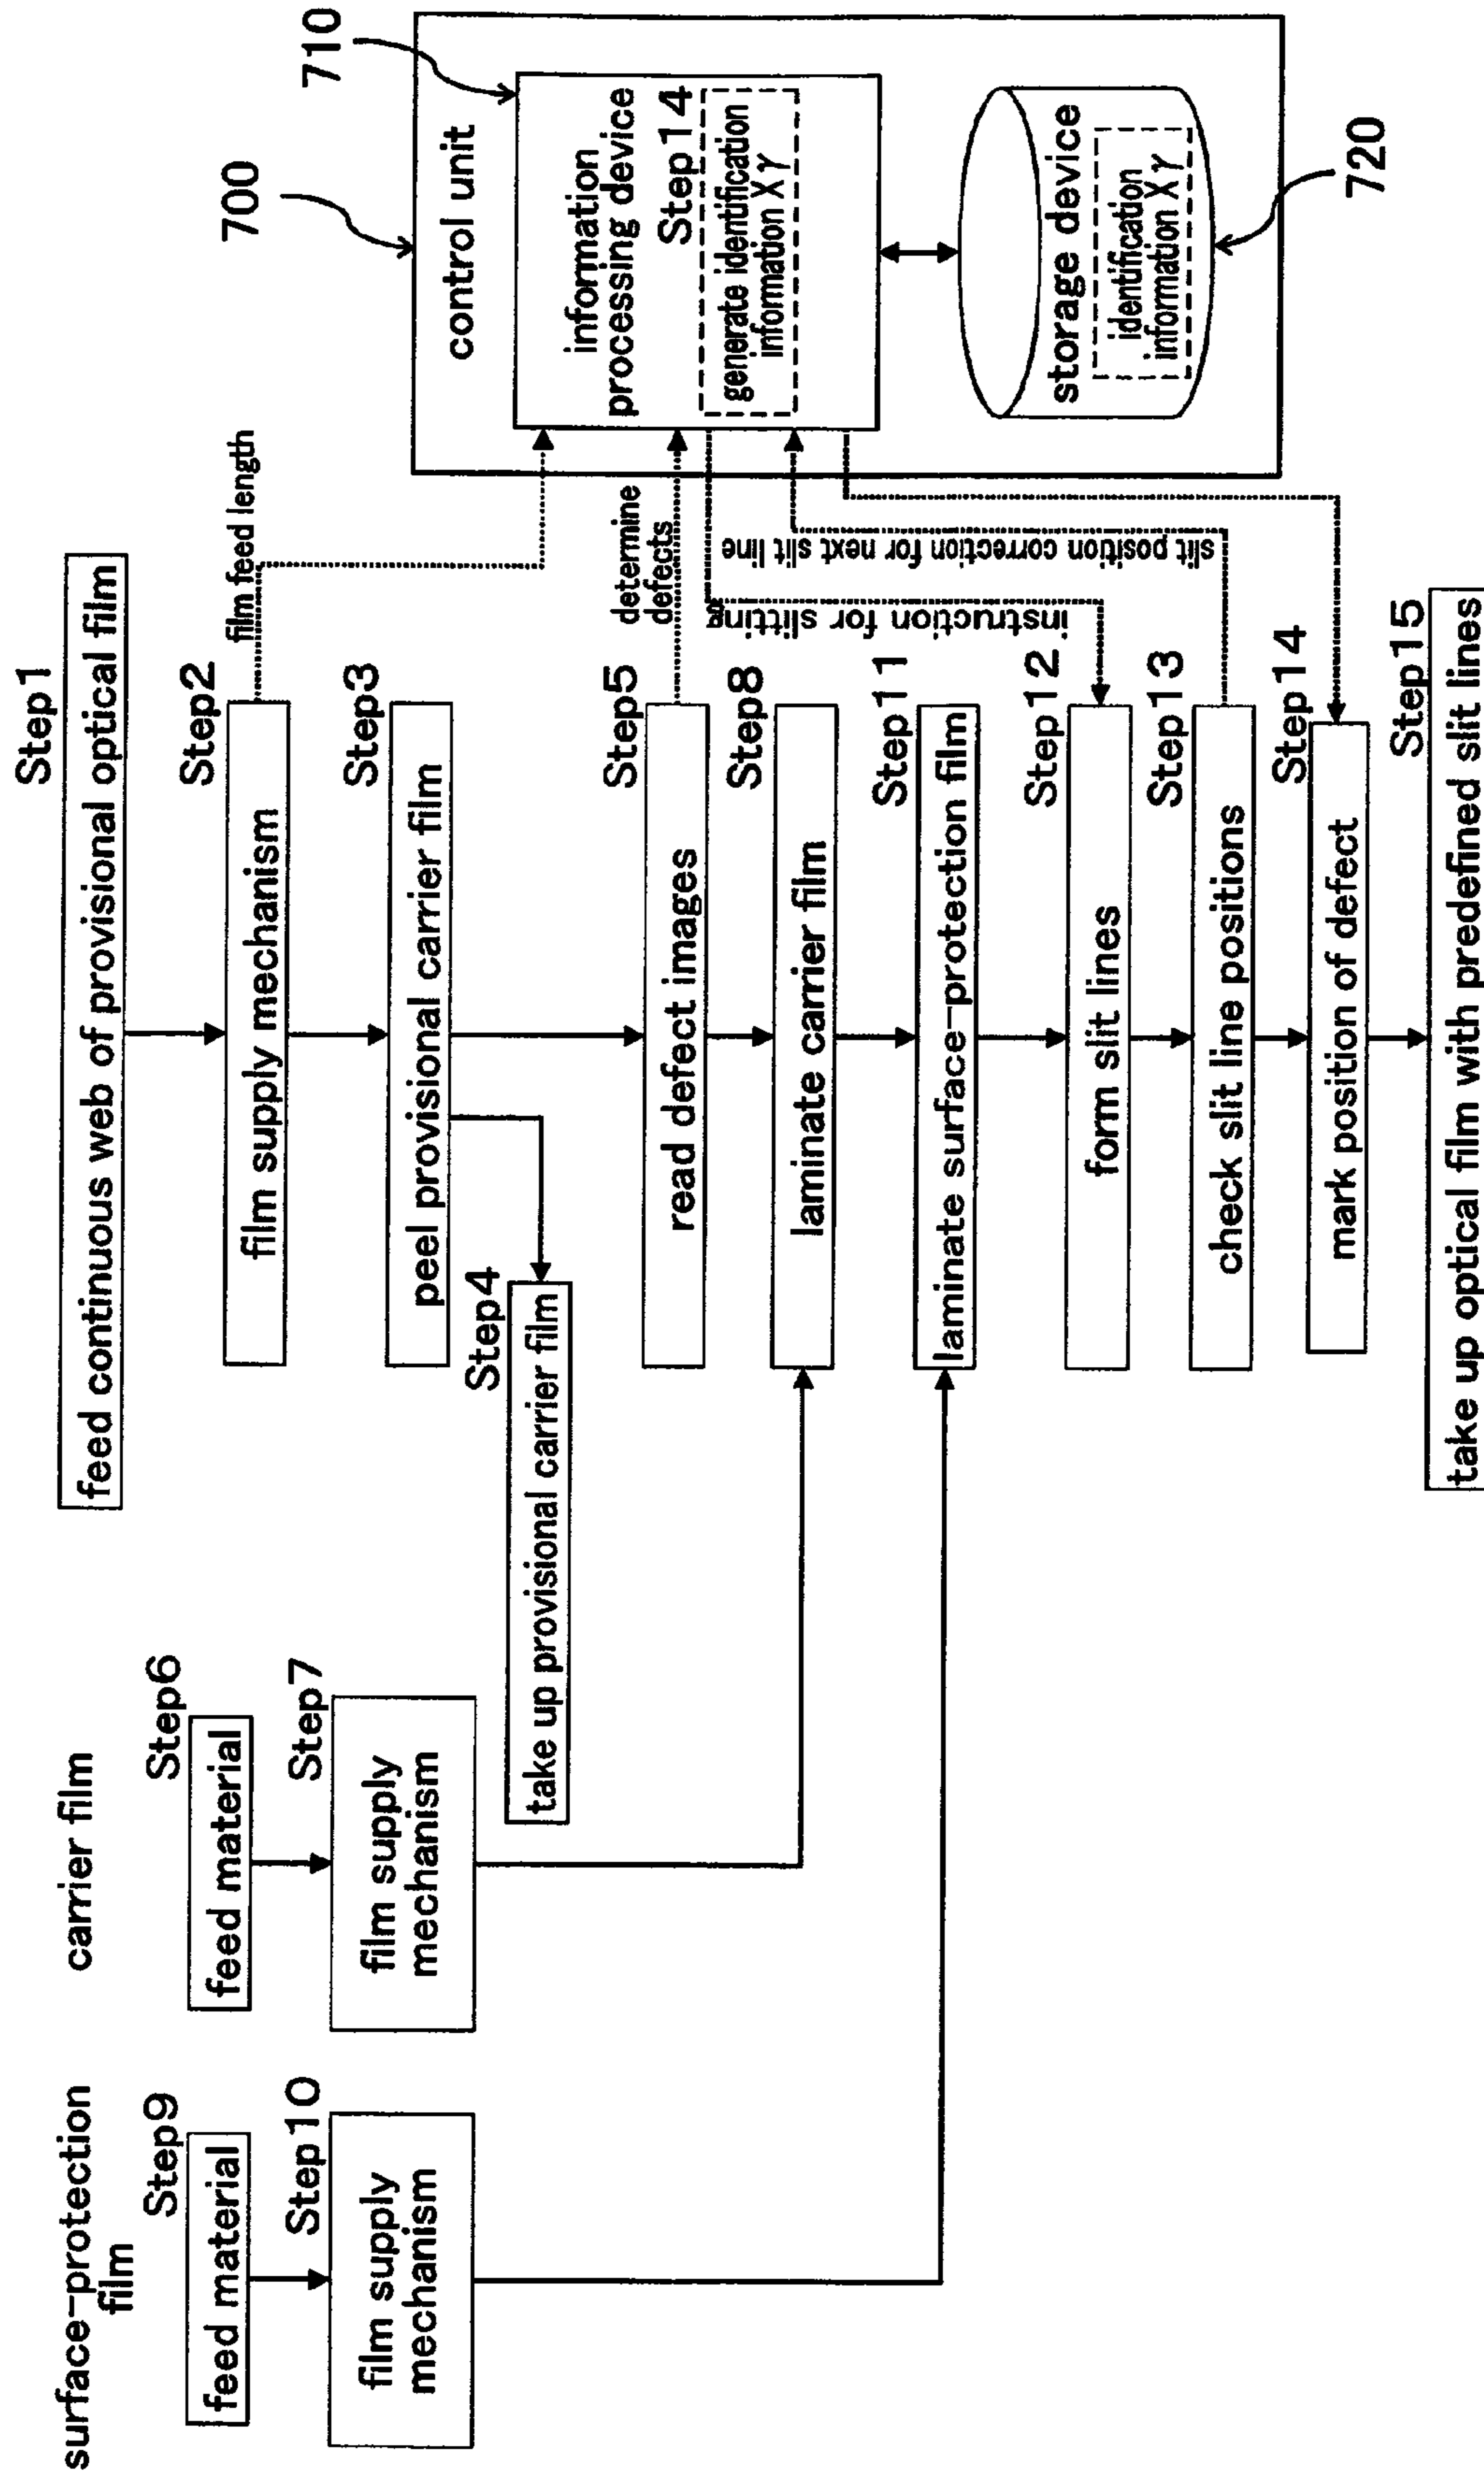 surface-protection
film
Step9
feed material
Step10
film supply
mechanism
carrier film
Step6
feed material
Step7
film supply
mechanism
Step1
feed continuous web of provisional optical film
Step2
film supply mechanism
Step3
peel provisional carrier film
Step4
take up provisional carrier film
Step5
read defect images
Step8
laminate carrier film
Step11
laminate surface-protection film
Step12
form slit lines
Step13
check slit line positions
Step14
mark position of defect
Step15
take up optical film with predefined slit lines
film feed length
determine
defects
instruction for slitting
slit position correction for next slit line
700
710
control unit
information
processing device
Step14
generate identification
information Xγ
storage device
identification
information Xγ
720